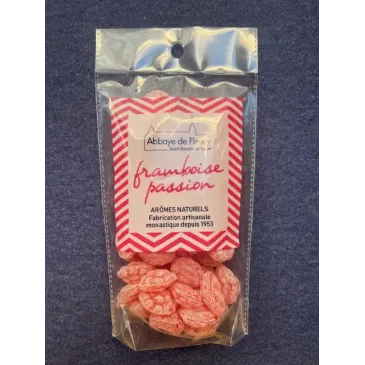 Abbaye de Fleury
framboise
passion
ARÔMES NATURELS
Fabrication artisanale
monastique depuis 1953